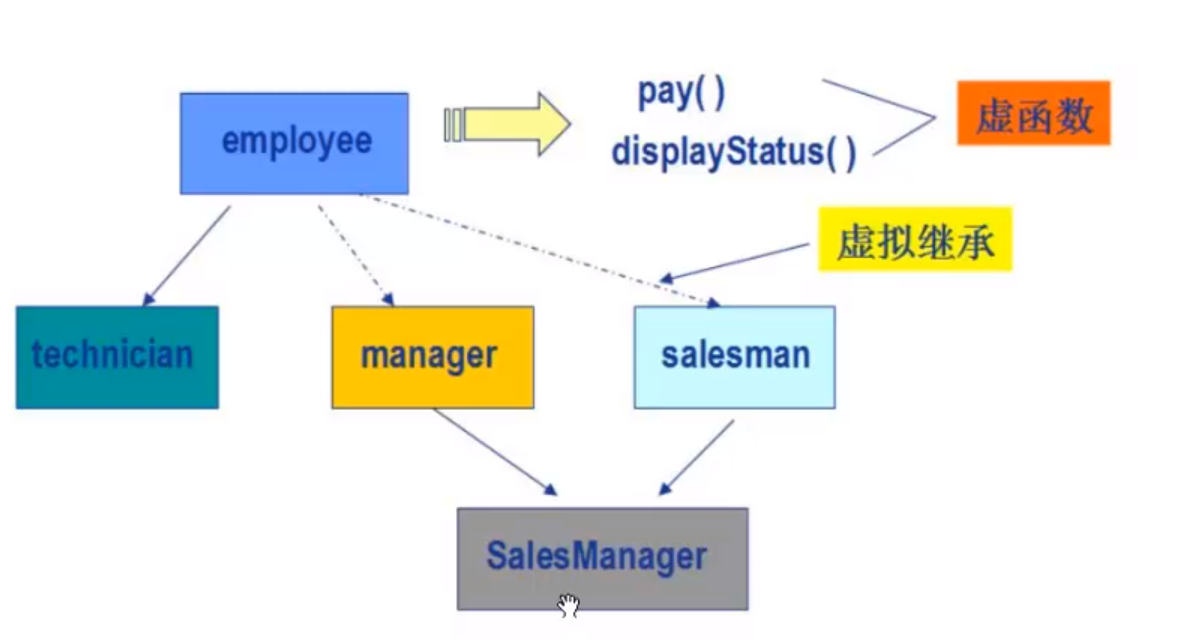 pay( )
虚函数
employee
displayStatus( )
虚拟继承
technician
manager
salesman
SalesManager